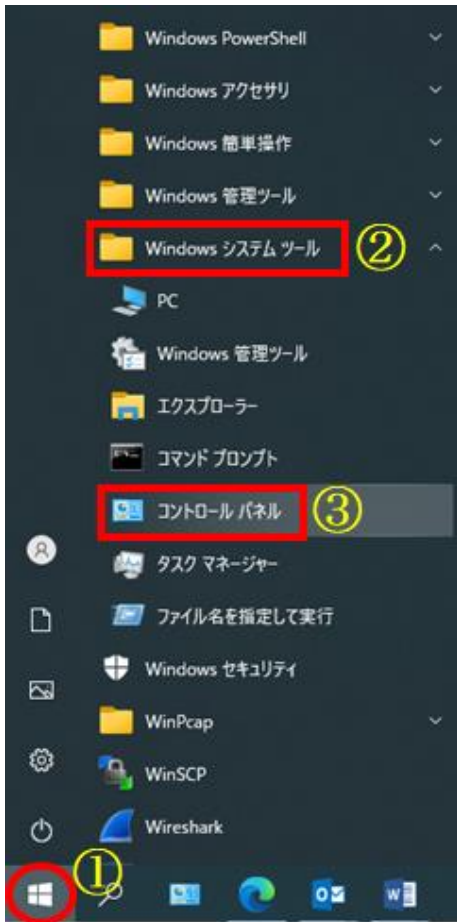 Windows PowerShell
Windows アクセサリ
Windows 簡単操作
Windows 管理ツール
Windows システム ツール ②
PC
Windows 管理ツール
エクスプローラー
コマンド プロンプト
コントロール パネル ③
タスク マネージャー
ファイル名を指定して実行
Windows セキュリティ
WinPcap
WinSCP
Wireshark
①